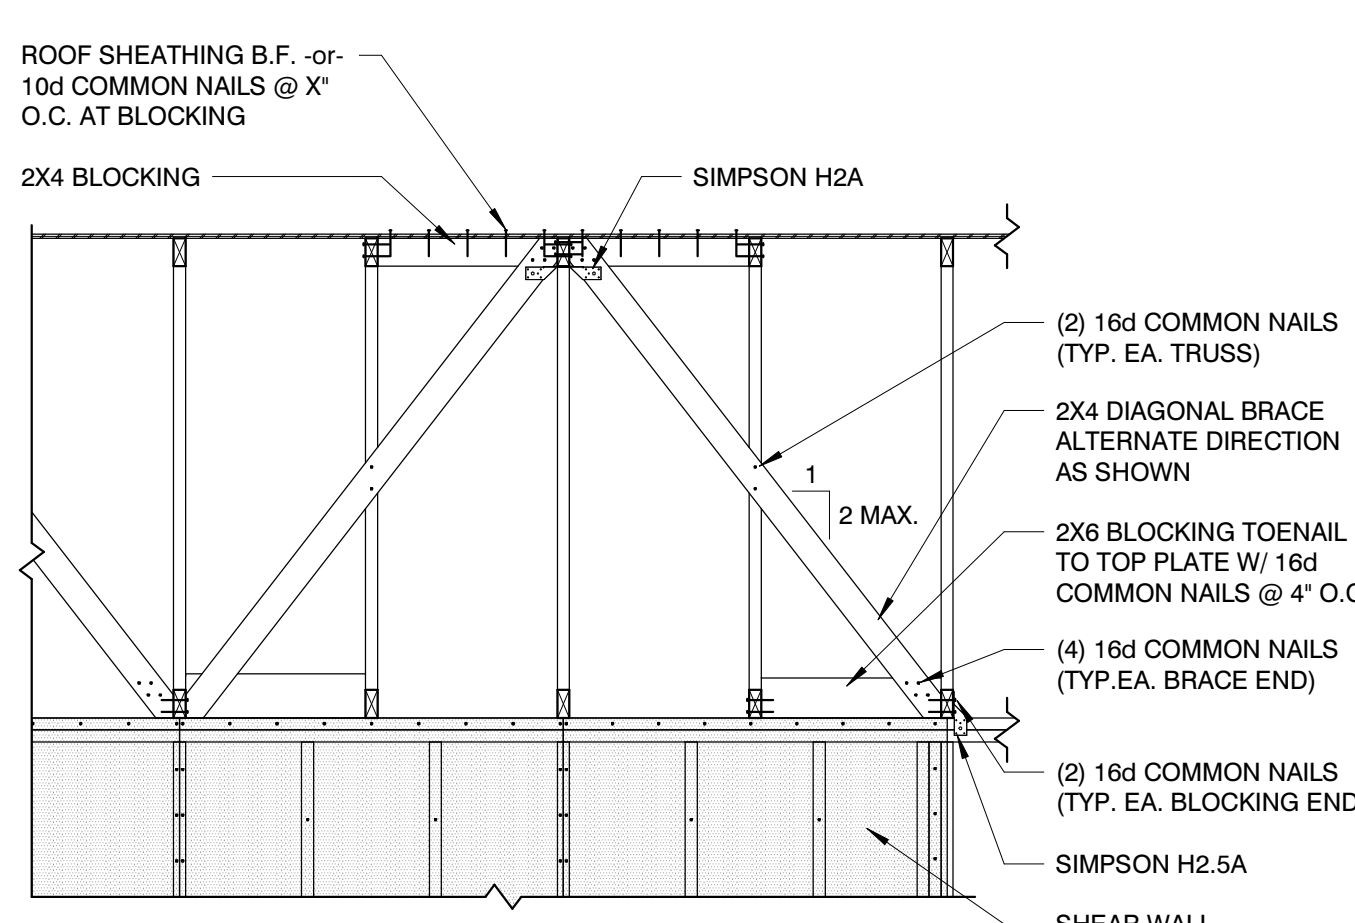 ROOF SHEATHING B.F. -or-
10d COMMON NAILS @ X"
O.C. AT BLOCKING
2X4 BLOCKING
SIMPSON H2A
(2) 16d COMMON NAILS
(TYP. EA. TRUSS)
2X4 DIAGONAL BRACE
ALTERNATE DIRECTION
AS SHOWN
1
2 MAX.
2X6 BLOCKING TOENAIL
TO TOP PLATE W/ 16d
COMMON NAILS @ 4" O.C
(4) 16d COMMON NAILS
(TYP.EA. BRACE END)
(2) 16d COMMON NAILS
(TYP. EA. BLOCKING END
SIMPSON H2.5A
SHEAR WALL